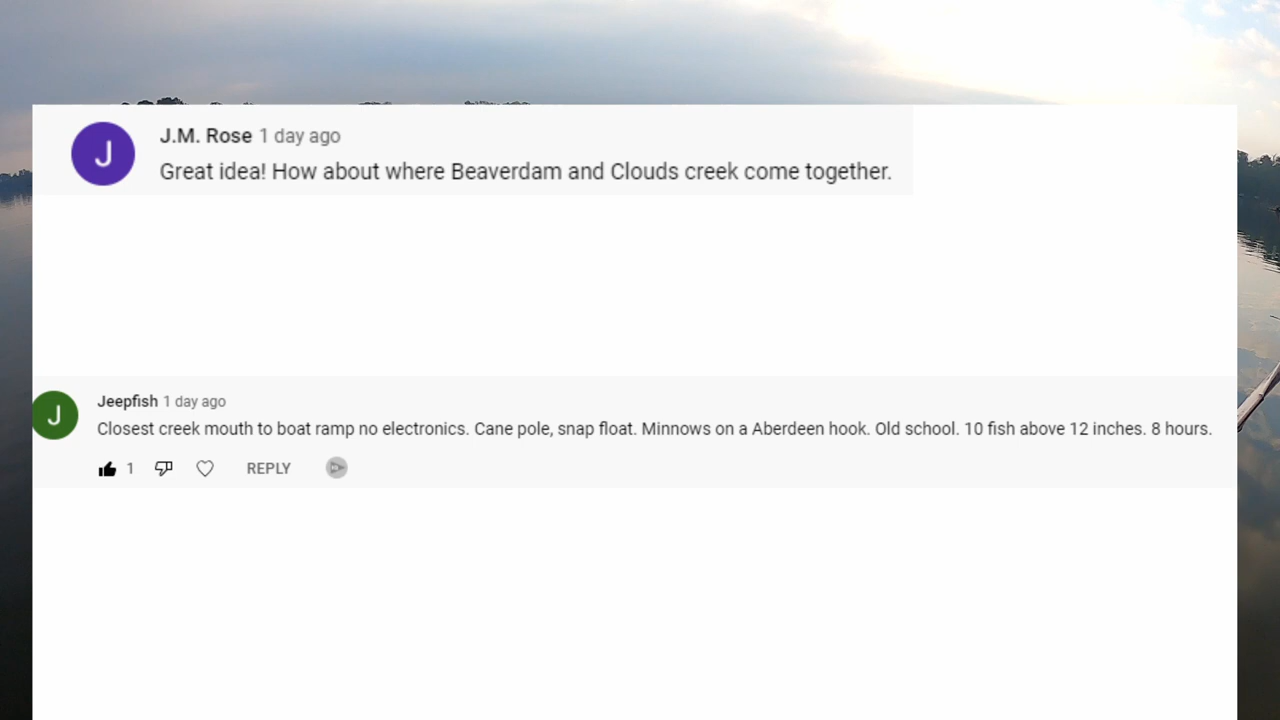 J
J.M. Rose 1 day ago
Great idea! How about where Beaverdam and Clouds creek come together.
J
Jeepfish 1 day ago
Closest creek mouth to boat ramp no electronics. Cane pole, snap float. Minnows on a Aberdeen hook. Old school. 10 fish above 12 inches. 8 hours.
1 REPLY